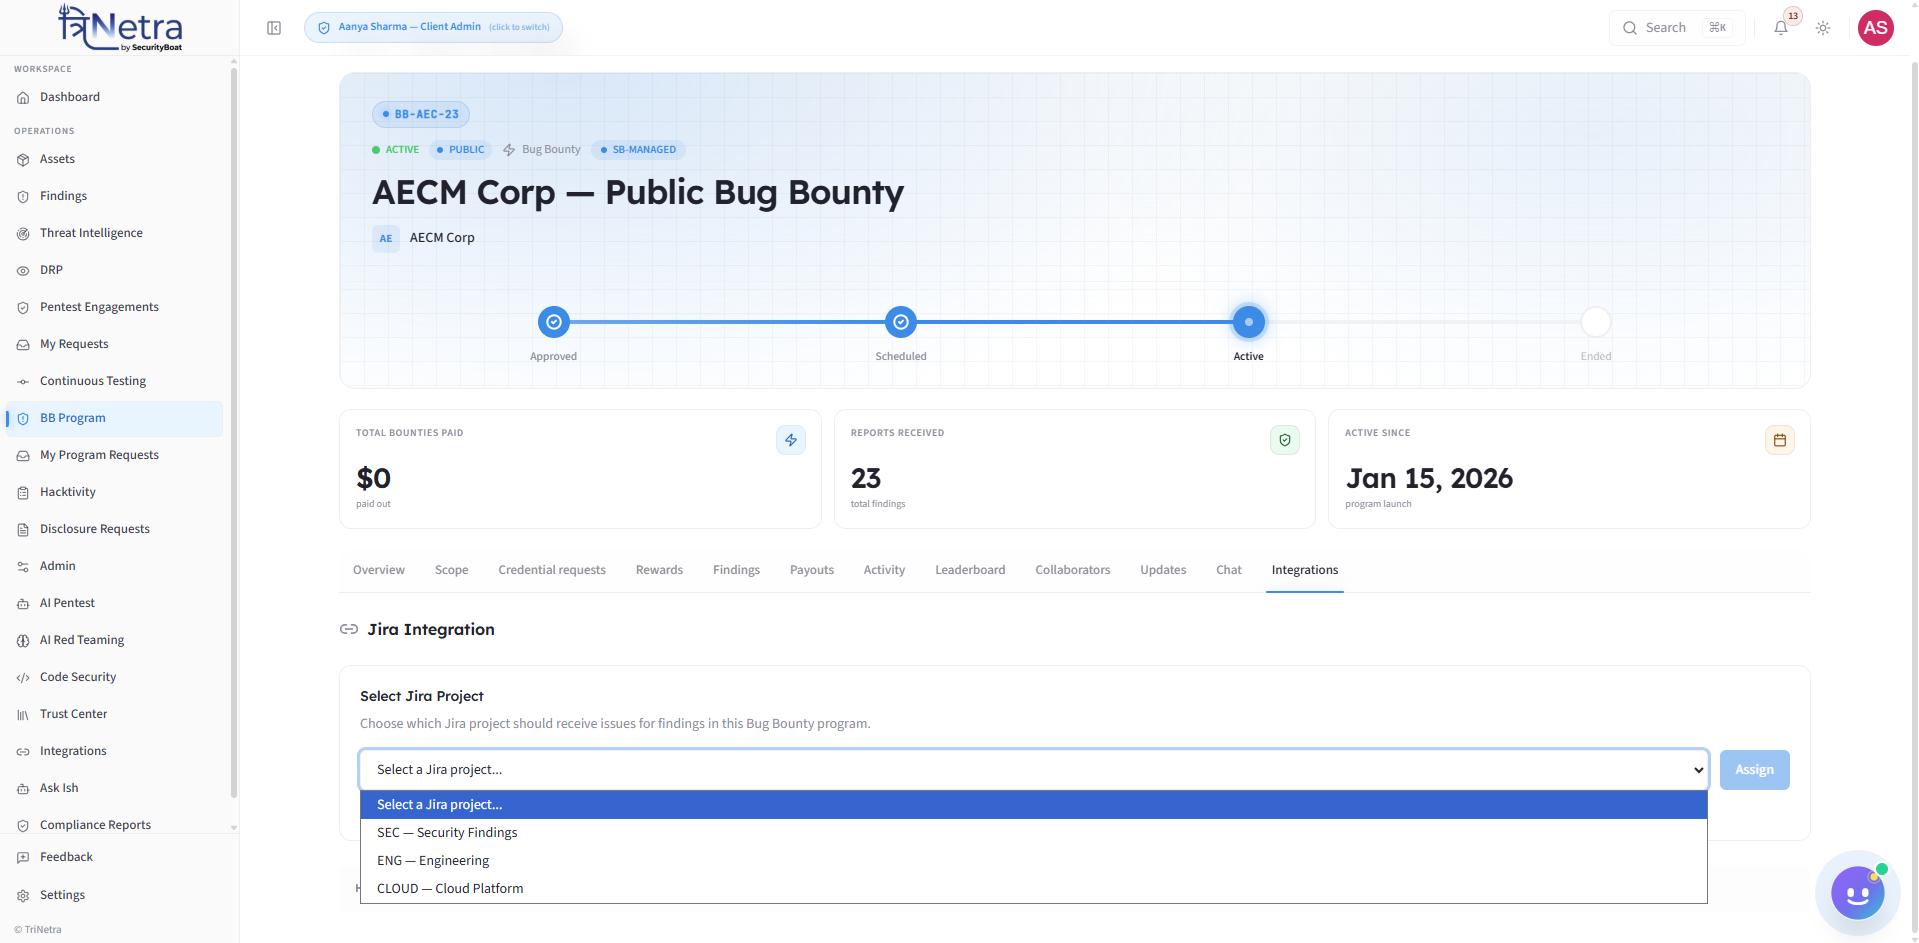 त्रिNetra
by SecurityBoat
Aanya Sharma — Client Admin (click to switch)
Search ⌘K
13
AS
WORKSPACE
Dashboard
OPERATIONS
Assets
Findings
Threat Intelligence
DRP
Pentest Engagements
My Requests
Continuous Testing
BB Program
My Program Requests
Hacktivity
Disclosure Requests
Admin
AI Pentest
AI Red Teaming
Code Security
Trust Center
Integrations
Ask Ish
Compliance Reports
Feedback
Settings
© TriNetra
BB-AEC-23
ACTIVE PUBLIC Bug Bounty SB-MANAGED
AECM Corp — Public Bug Bounty
AE AECM Corp
Approved Scheduled Active Ended
TOTAL BOUNTIES PAID
$0
paid out
REPORTS RECEIVED
23
total findings
ACTIVE SINCE
Jan 15, 2026
program launch
Overview Scope Credential requests Rewards Findings Payouts Activity Leaderboard Collaborators Updates Chat Integrations
Jira Integration
Select Jira Project
Choose which Jira project should receive issues for findings in this Bug Bounty program.
Select a Jira project... Assign
Select a Jira project...
SEC — Security Findings
ENG — Engineering
CLOUD — Cloud Platform